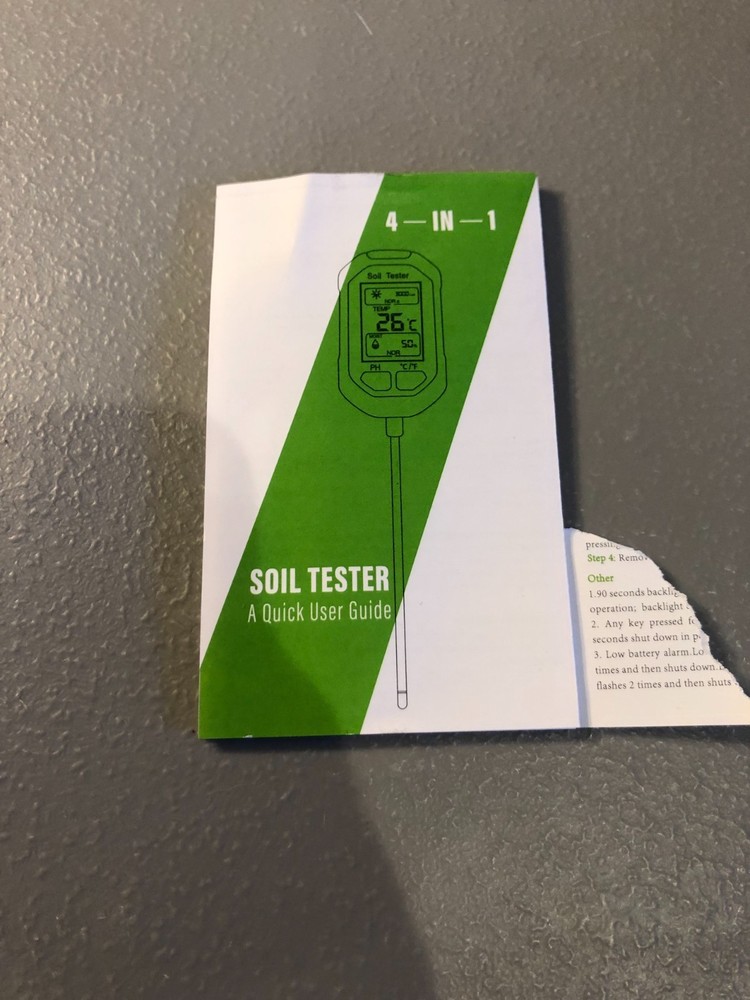 4 — IN — 1
Soil Tester
TEMP
26 °C
50%
NOR
PH °C/°F
SOIL TESTER
A Quick User Guide
Step 4:
Other
1.90 seconds
operation; backlight
2. Any key pressed
seconds shut down in
3. Low battery alarm.Lo
times and then shuts down.
flashes 2 times and then shuts